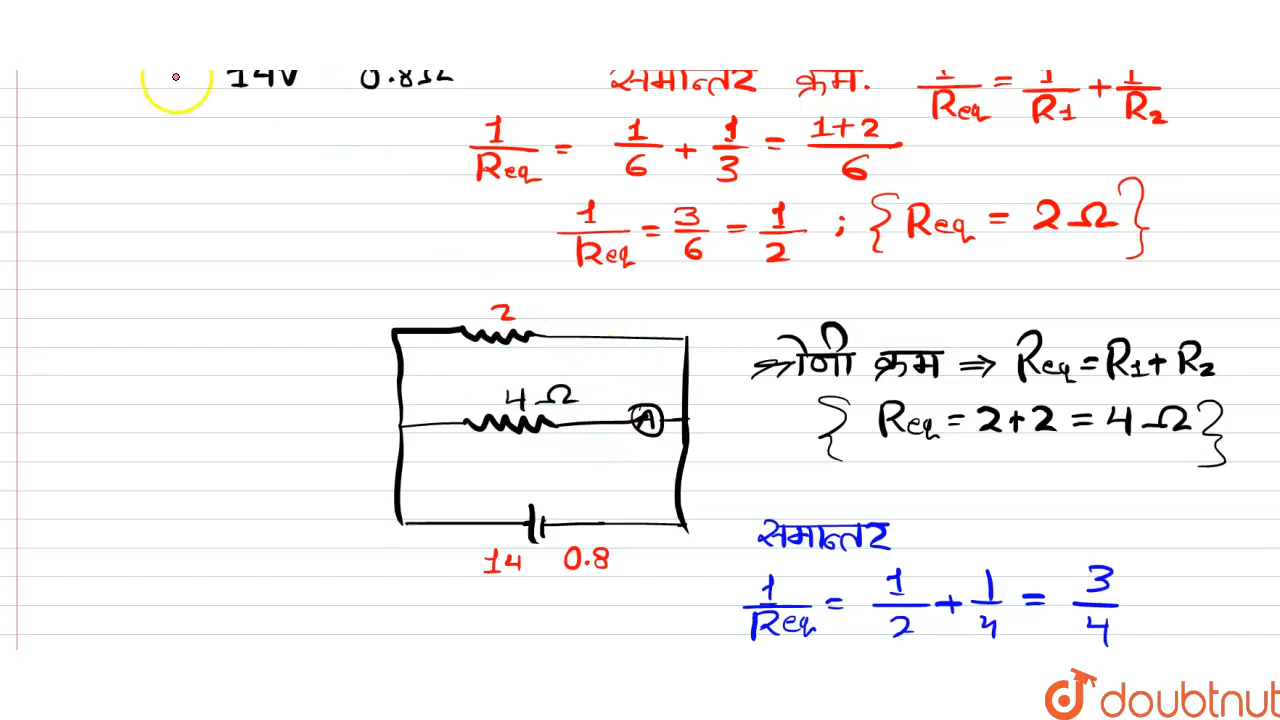 14V 0.8Ω
समान्तर क्रम. 1/Req = 1/R1 + 1/R2
1/Req = 1/6 + 1/3 = (1+2)/6
1/Req = 3/6 = 1/2 ; {Req = 2Ω}
2
4Ω
A
14 0.8
श्रेणी क्रम ⇒ Req = R1 + R2
{Req = 2+2 = 4Ω}
समान्तर
1/Req = 1/2 + 1/4 = 3/4
doubtnut